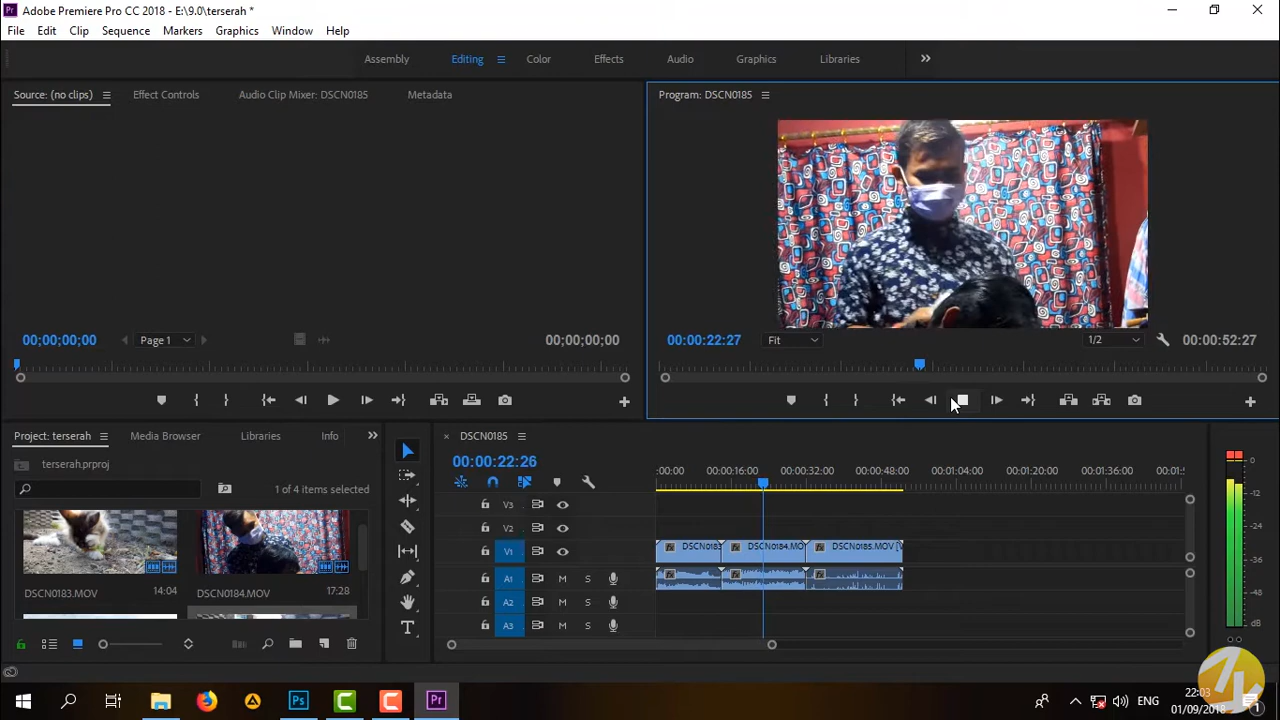 Adobe Premiere Pro CC 2018 - E:\9.0\terserah *
File Edit Clip Sequence Markers Graphics Window Help
Assembly Editing Color Effects Audio Graphics Libraries
Source: (no clips) Effect Controls Audio Clip Mixer: DSCN0185 Metadata
Program: DSCN0185
00;00;00;00 Page 1 00;00;00;00
00:00:22:27 Fit 1/2 00:00:52:27
Project: terserah Media Browser Libraries Info
terserah.prproj
1 of 4 items selected
DSCN0183.MOV 14:04
DSCN0184.MOV 17:28
× DSCN0185
00:00:22:26
:00:00 00:00:16:00 00:00:32:00 00:00:48:00 00:01:04:00 00:01:20:00 00:01:36:00 00:01:5
V3
V2
V1 DSCN0183 DSCN0184.MO DSCN0185.MOV [V
A1 M S
A2 M S
A3 M S
0
-12
-24
-36
-48
dB
ENG
22:03
01/09/2018